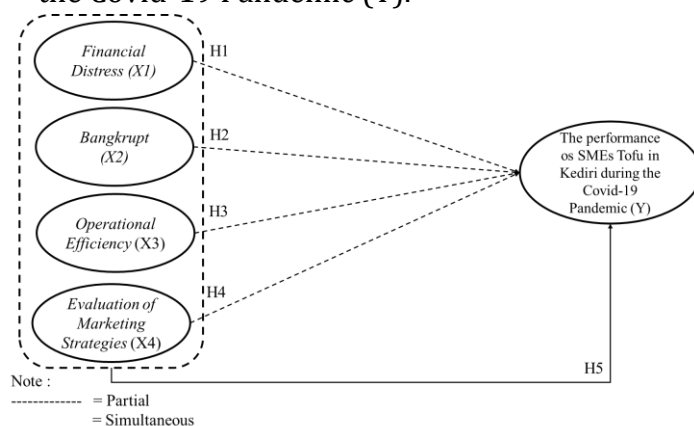 the Covid-19 Pandemic (Y).
Financial
Distress (X1)
H1
Bangkrupt
(X2)
H2
Operational
Efficiency (X3)
H3
Evaluation of
Marketing
Strategies (X4)
H4
The performance
os SMEs Tofu in
Kediri during the
Covid-19
Pandemic (Y)
H5
Note :
------------- = Partial
= Simultaneous